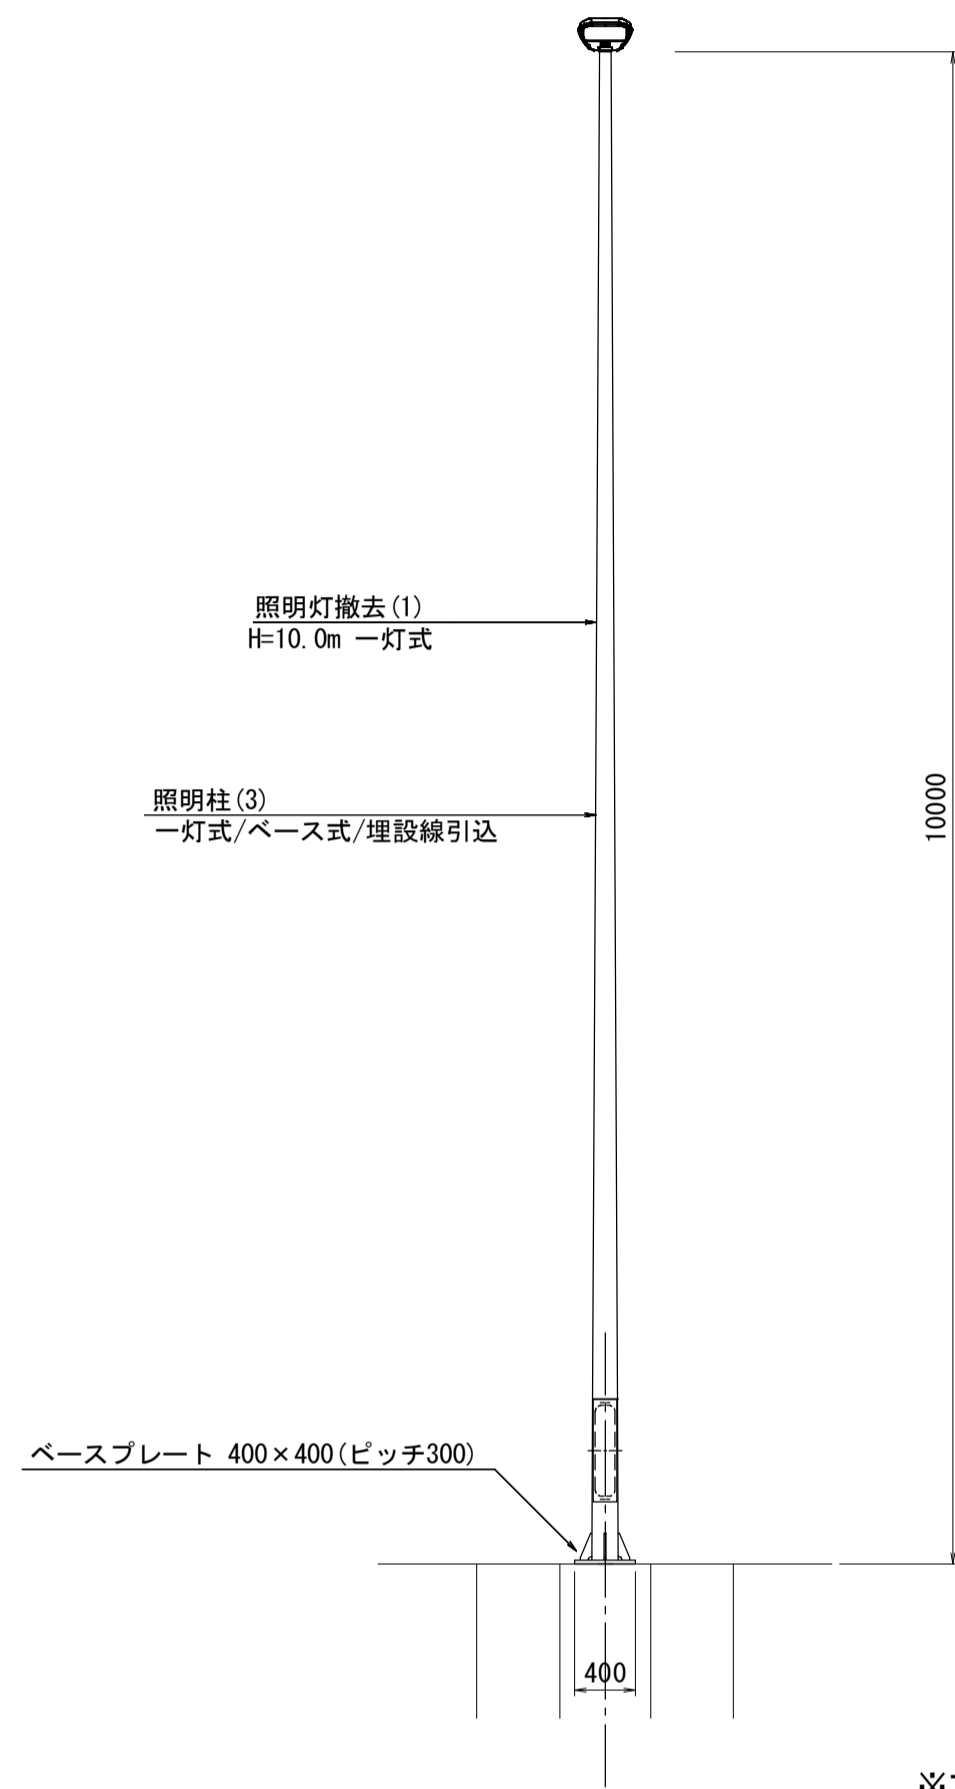 照明灯撤去(1)
H=10.0m 一灯式
照明柱(3)
一灯式/ベース式/埋設線引込
10000
ベースプレート 400×400(ピッチ300)
400
※